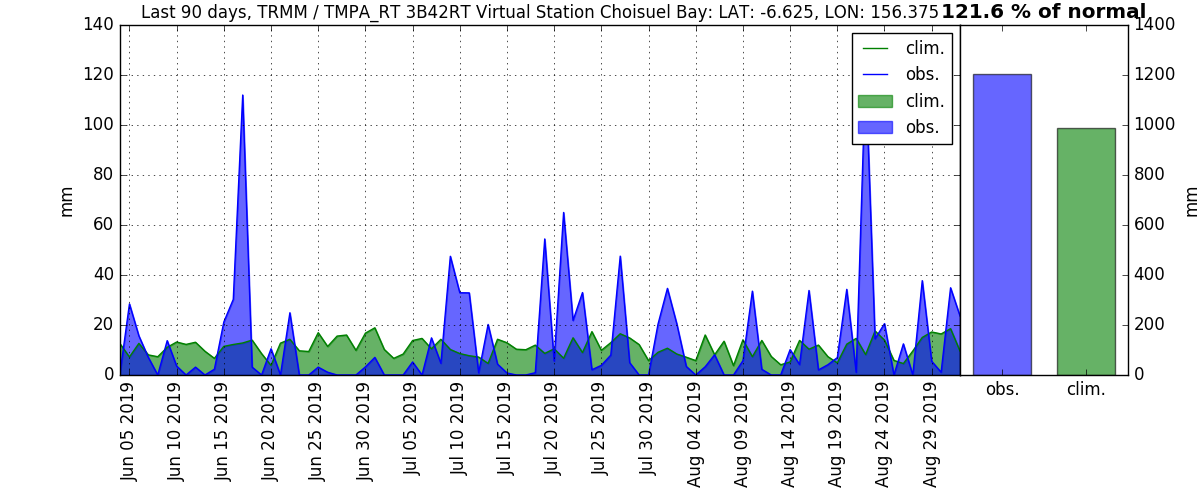 Last 90 days, TRMM / TMPA_RT 3B42RT Virtual Station Choisuel Bay: LAT: -6.625, LON: 156.375 121.6 % of normal
140
120
100
80
60
40
20
0
mm
clim.
obs.
clim.
obs.
1400
1200
1000
800
600
400
200
0
mm
Jun 05 2019
Jun 10 2019
Jun 15 2019
Jun 20 2019
Jun 25 2019
Jun 30 2019
Jul 05 2019
Jul 10 2019
Jul 15 2019
Jul 20 2019
Jul 25 2019
Jul 30 2019
Aug 04 2019
Aug 09 2019
Aug 14 2019
Aug 19 2019
Aug 24 2019
Aug 29 2019
obs.
clim.